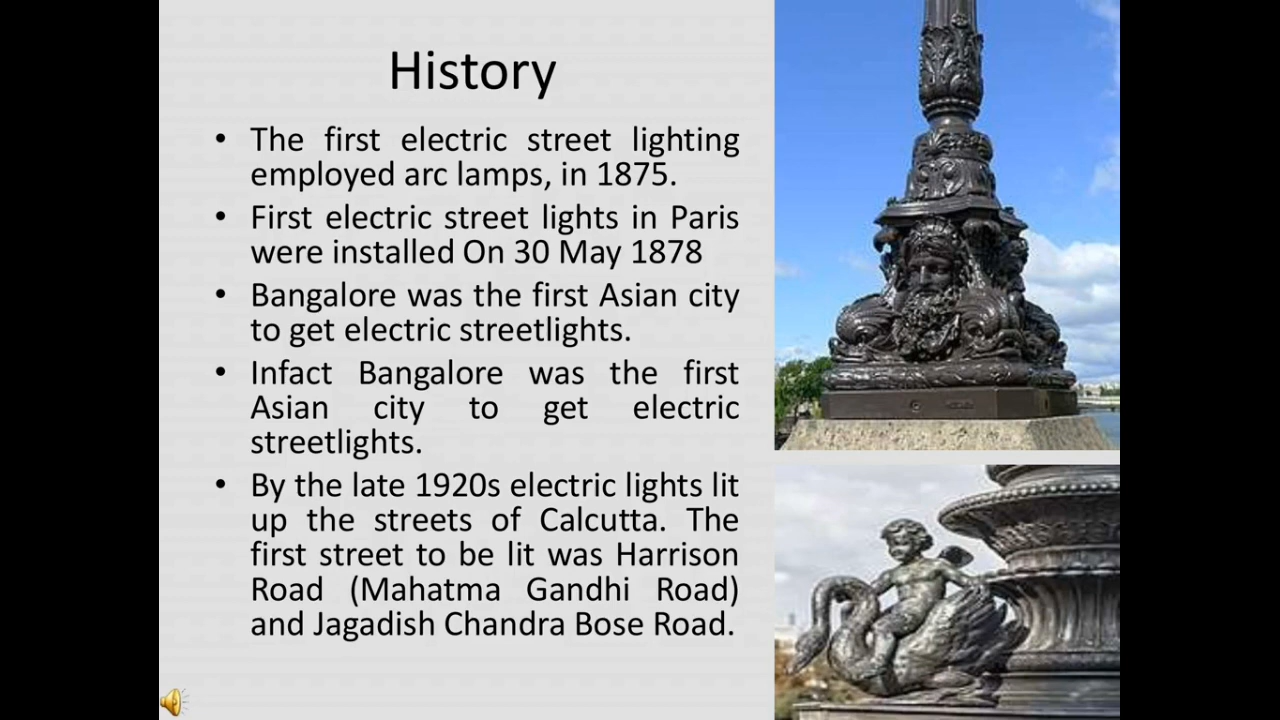 History
• The first electric street lighting
employed arc lamps, in 1875.
• First electric street lights in Paris
were installed On 30 May 1878
• Bangalore was the first Asian city
to get electric streetlights.
• Infact Bangalore was the first
Asian city to get electric
streetlights.
• By the late 1920s electric lights lit
up the streets of Calcutta. The
first street to be lit was Harrison
Road (Mahatma Gandhi Road)
and Jagadish Chandra Bose Road.